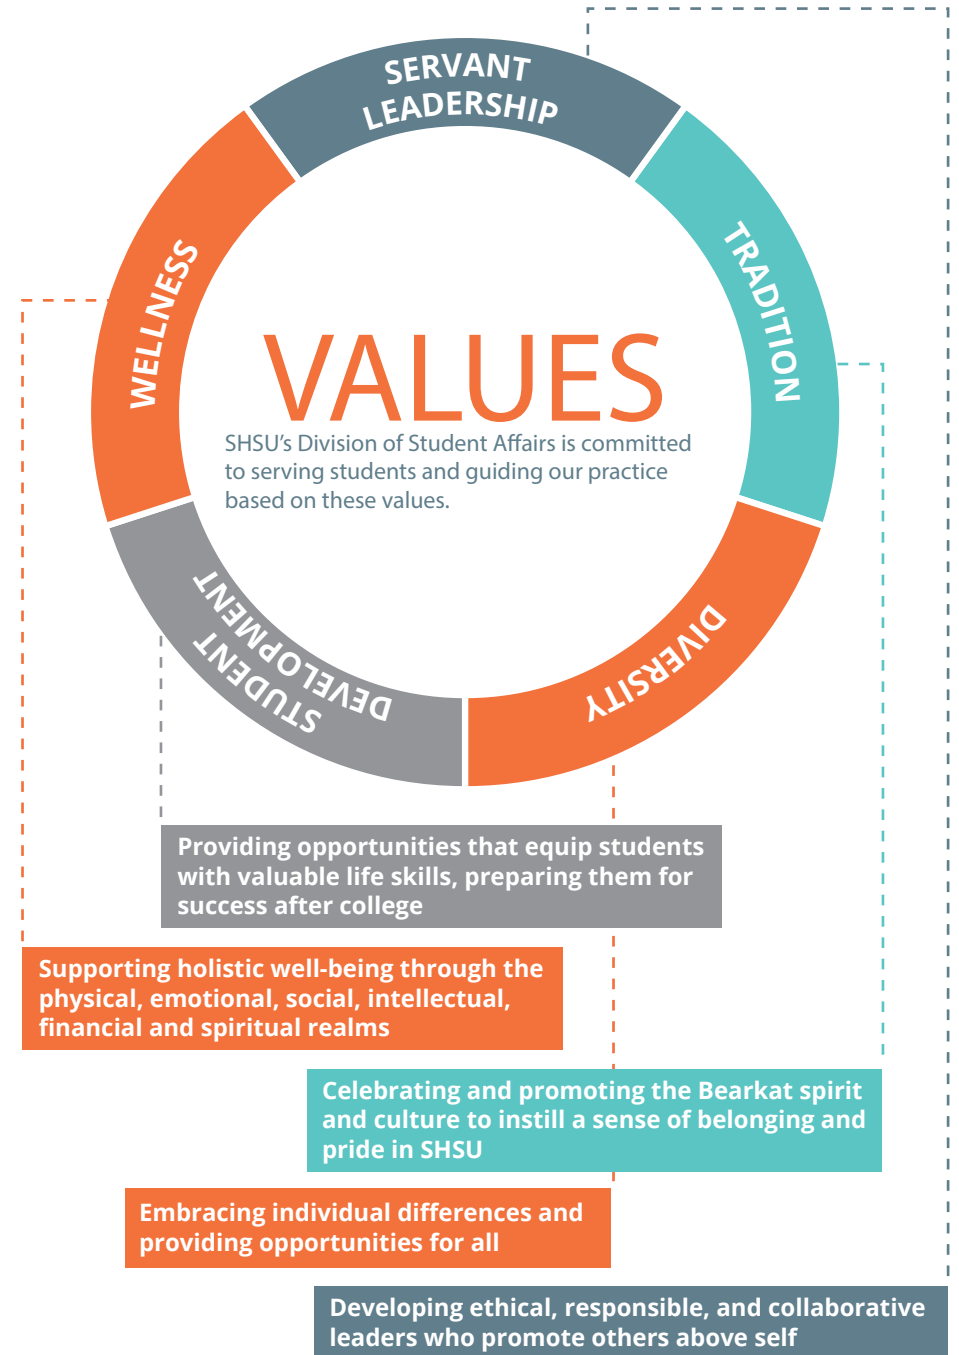 SERVANT
LEADERSHIP
TRADITION
WELLNESS
VALUES
SHSU’s Division of Student Affairs is committed
to serving students and guiding our practice
based on these values.
STUDENT
DEVELOPMENT
DIVERSITY
Providing opportunities that equip students
with valuable life skills, preparing them for
success after college
Supporting holistic well-being through the
physical, emotional, social, intellectual,
financial and spiritual realms
Celebrating and promoting the Bearkat spirit
and culture to instill a sense of belonging and
pride in SHSU
Embracing individual differences and
providing opportunities for all
Developing ethical, responsible, and collaborative
leaders who promote others above self